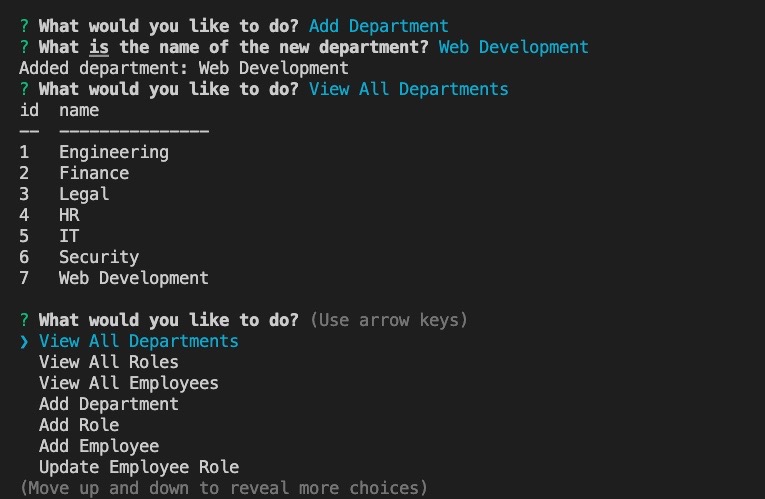 ? What would you like to do? Add Department
? What is the name of the new department? Web Development
Added department: Web Development
? What would you like to do? View All Departments
id  name
--  ---------------
1   Engineering
2   Finance
3   Legal
4   HR
5   IT
6   Security
7   Web Development
? What would you like to do? (Use arrow keys)
❯ View All Departments
  View All Roles
  View All Employees
  Add Department
  Add Role
  Add Employee
  Update Employee Role
(Move up and down to reveal more choices)